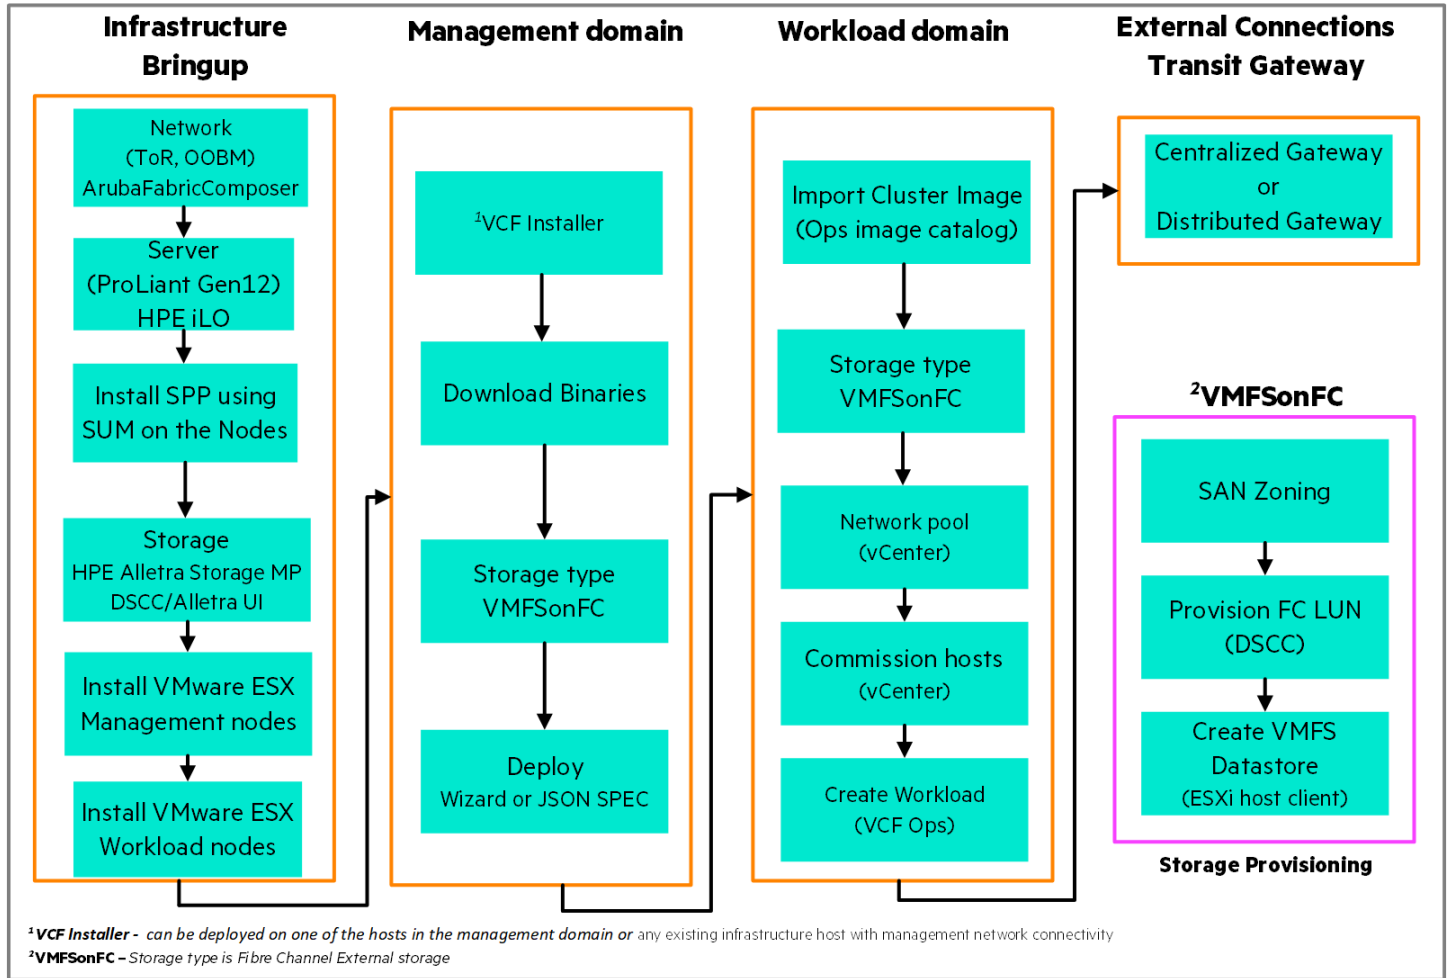 Infrastructure
Bringup
Network
(ToR, OOBM)
ArubaFabricComposer
Server
(ProLiant Gen12)
HPE iLO
Install SPP using
SUM on the Nodes
Storage
HPE Alletra Storage MP
DSCC/Alletra UI
Install VMware ESX
Management nodes
Install VMware ESX
Workload nodes
Management domain
¹VCF Installer
Download Binaries
Storage type
VMFSonFC
Deploy
Wizard or JSON SPEC
Workload domain
Import Cluster Image
(Ops image catalog)
Storage type
VMFSonFC
Network pool
(vCenter)
Commission hosts
(vCenter)
Create Workload
(VCF Ops)
External Connections
Transit Gateway
Centralized Gateway
or
Distributed Gateway
²VMFSonFC
SAN Zoning
Provision FC LUN
(DSCC)
Create VMFS
Datastore
(ESXi host client)
Storage Provisioning
¹VCF Installer - can be deployed on one of the hosts in the management domain or any existing infrastructure host with management network connectivity
²VMFSonFC – Storage type is Fibre Channel External storage